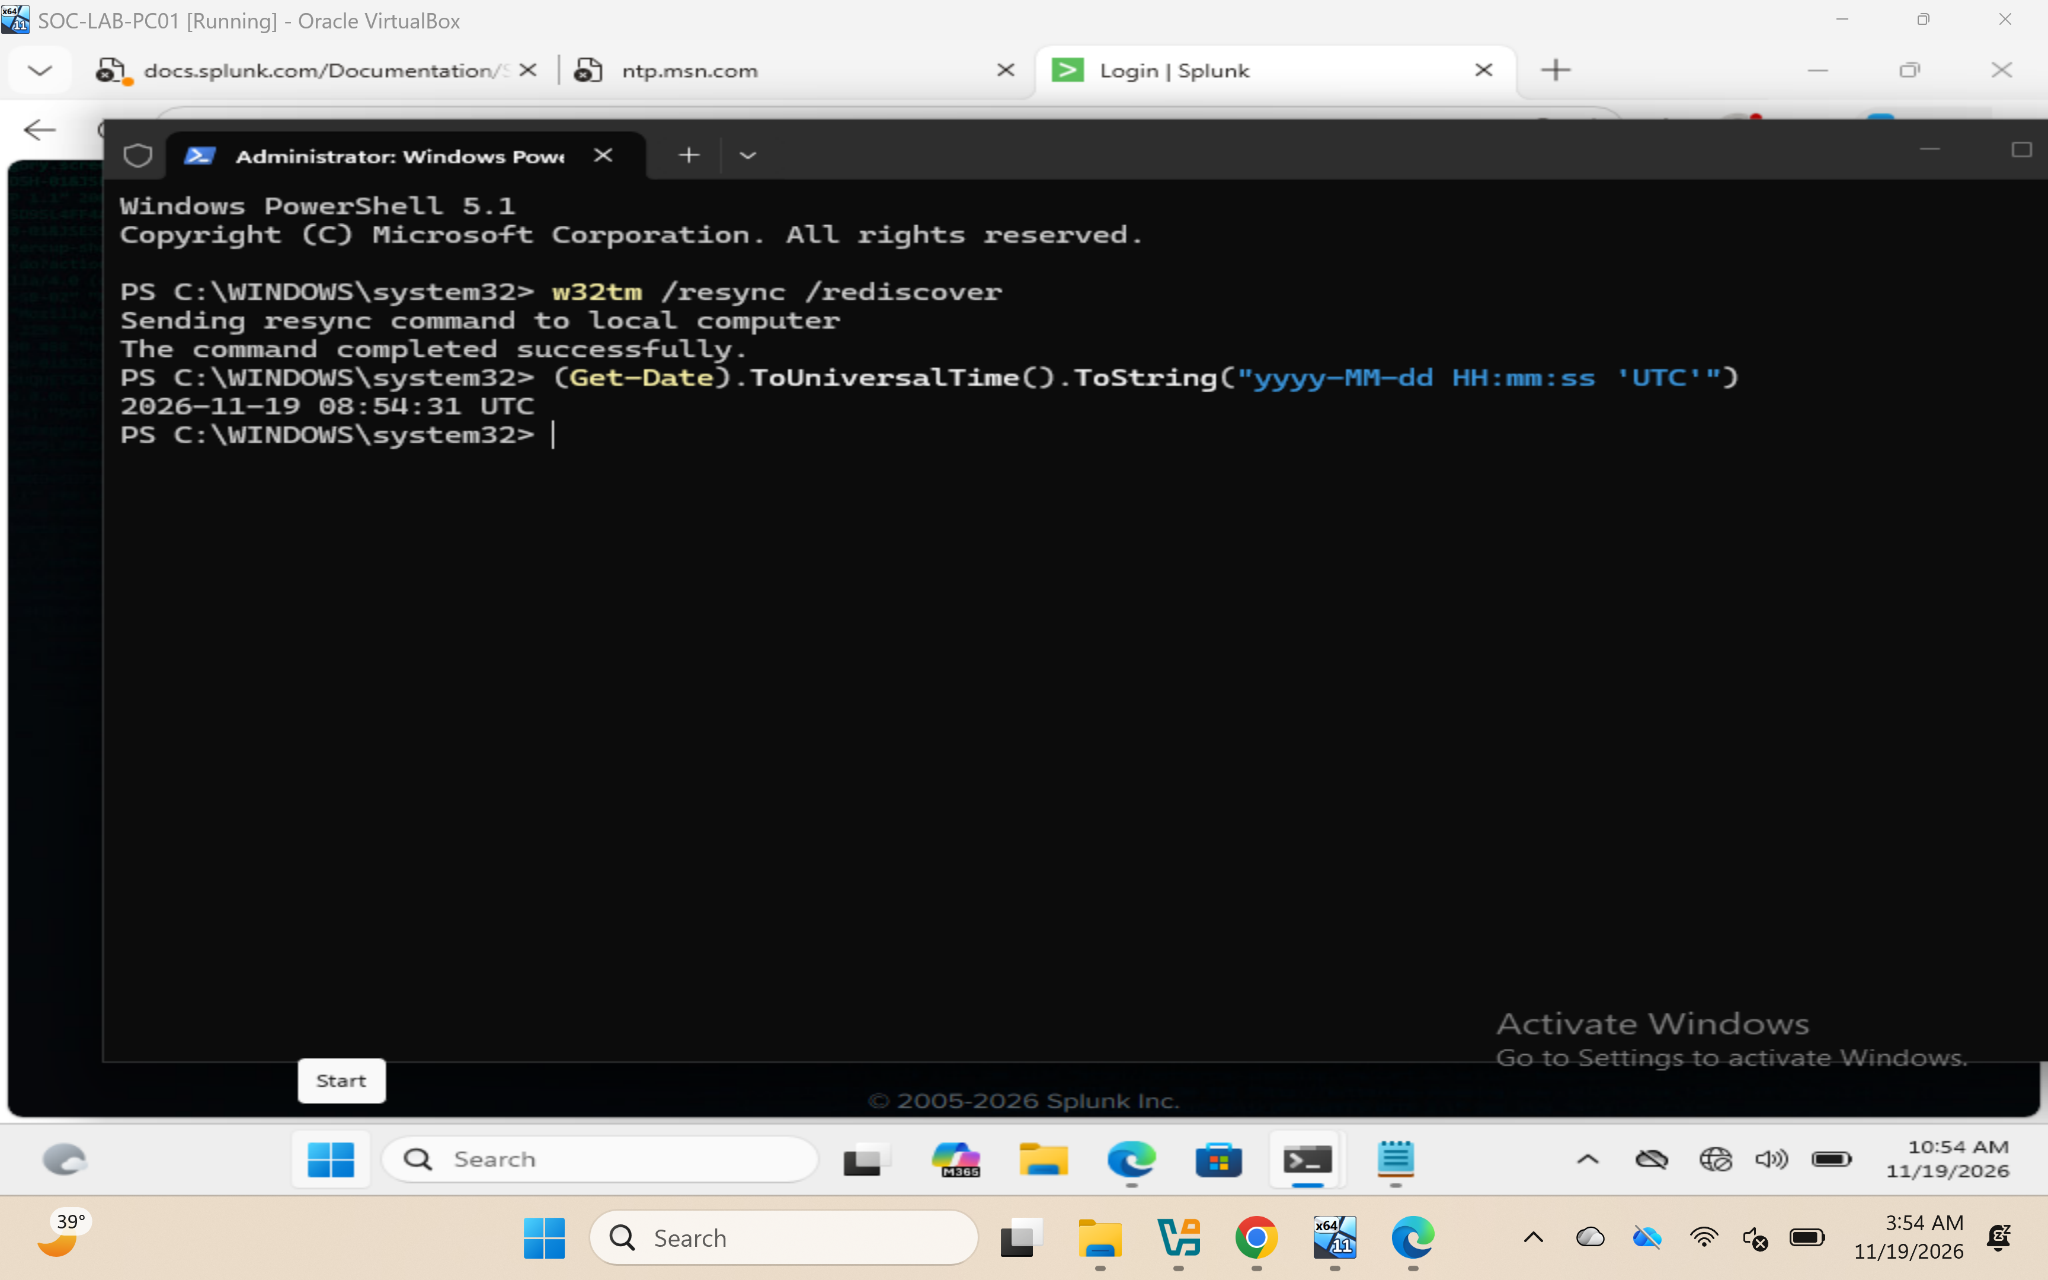 SOC-LAB-PC01 [Running] - Oracle VirtualBox
docs.splunk.com/Documentation/
ntp.msn.com
Login | Splunk
Administrator: Windows Powe
Windows PowerShell 5.1
Copyright (C) Microsoft Corporation. All rights reserved.
PS C:\WINDOWS\system32> w32tm /resync /rediscover
Sending resync command to local computer
The command completed successfully.
PS C:\WINDOWS\system32> (Get-Date).ToUniversalTime().ToString("yyyy-MM-dd HH:mm:ss 'UTC'")
2026-11-19 08:54:31 UTC
PS C:\WINDOWS\system32>
Activate Windows
Go to Settings to activate Windows.
Start
© 2005-2026 Splunk Inc.
Search
M365
10:54 AM
11/19/2026
39°
Search
x64
11
3:54 AM
11/19/2026